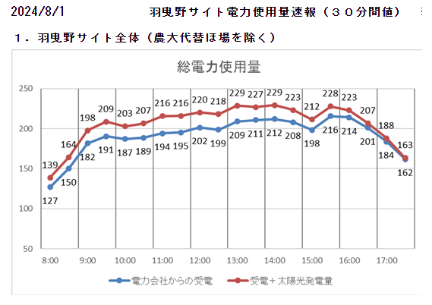 2024/8/1 羽曳野サイト電力使用量速報（３０分間値）
１．羽曳野サイト全体（農大代替ほ場を除く）
総電力使用量
250
200
150
100
50
139 164 198 209 203 207 216 216 220 218 229 227 229 223 212 228 223 207 188 163
127 150 182 191 187 189 194 195 202 199 209 211 212 208 198 216 214 201 184 162
8:00 9:00 10:00 11:00 12:00 13:00 14:00 15:00 16:00 17:00
電力会社からの受電 受電＋太陽光発電量